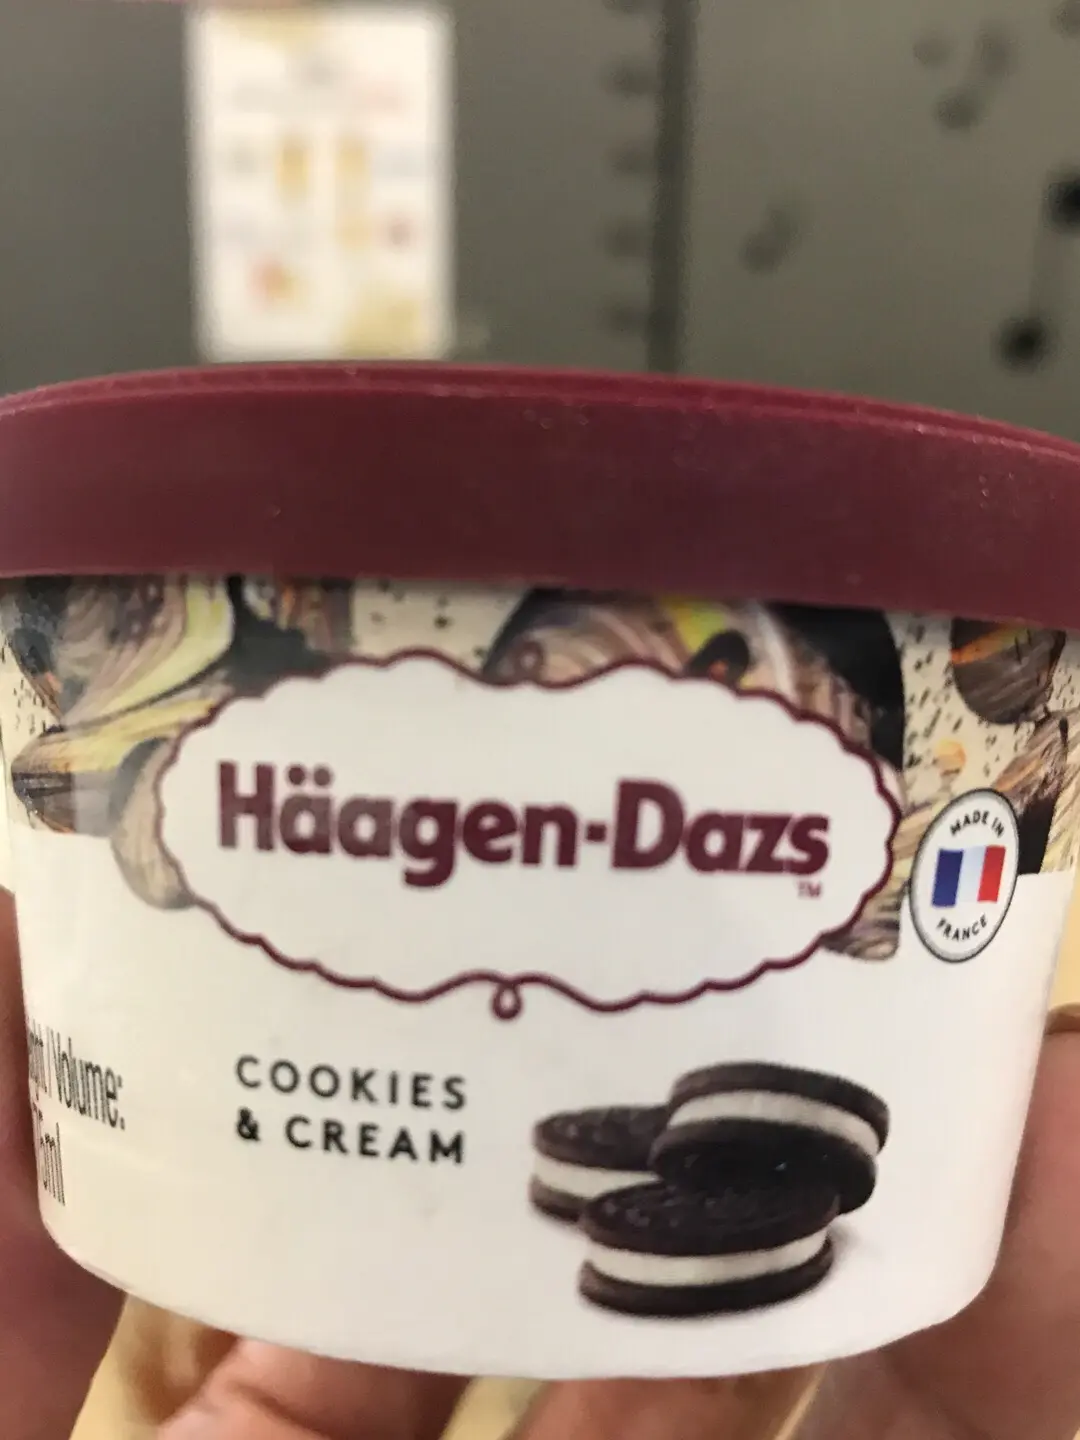 Häagen-Dazs
TM
MADE IN
FRANCE
COOKIES
& CREAM
Volume: